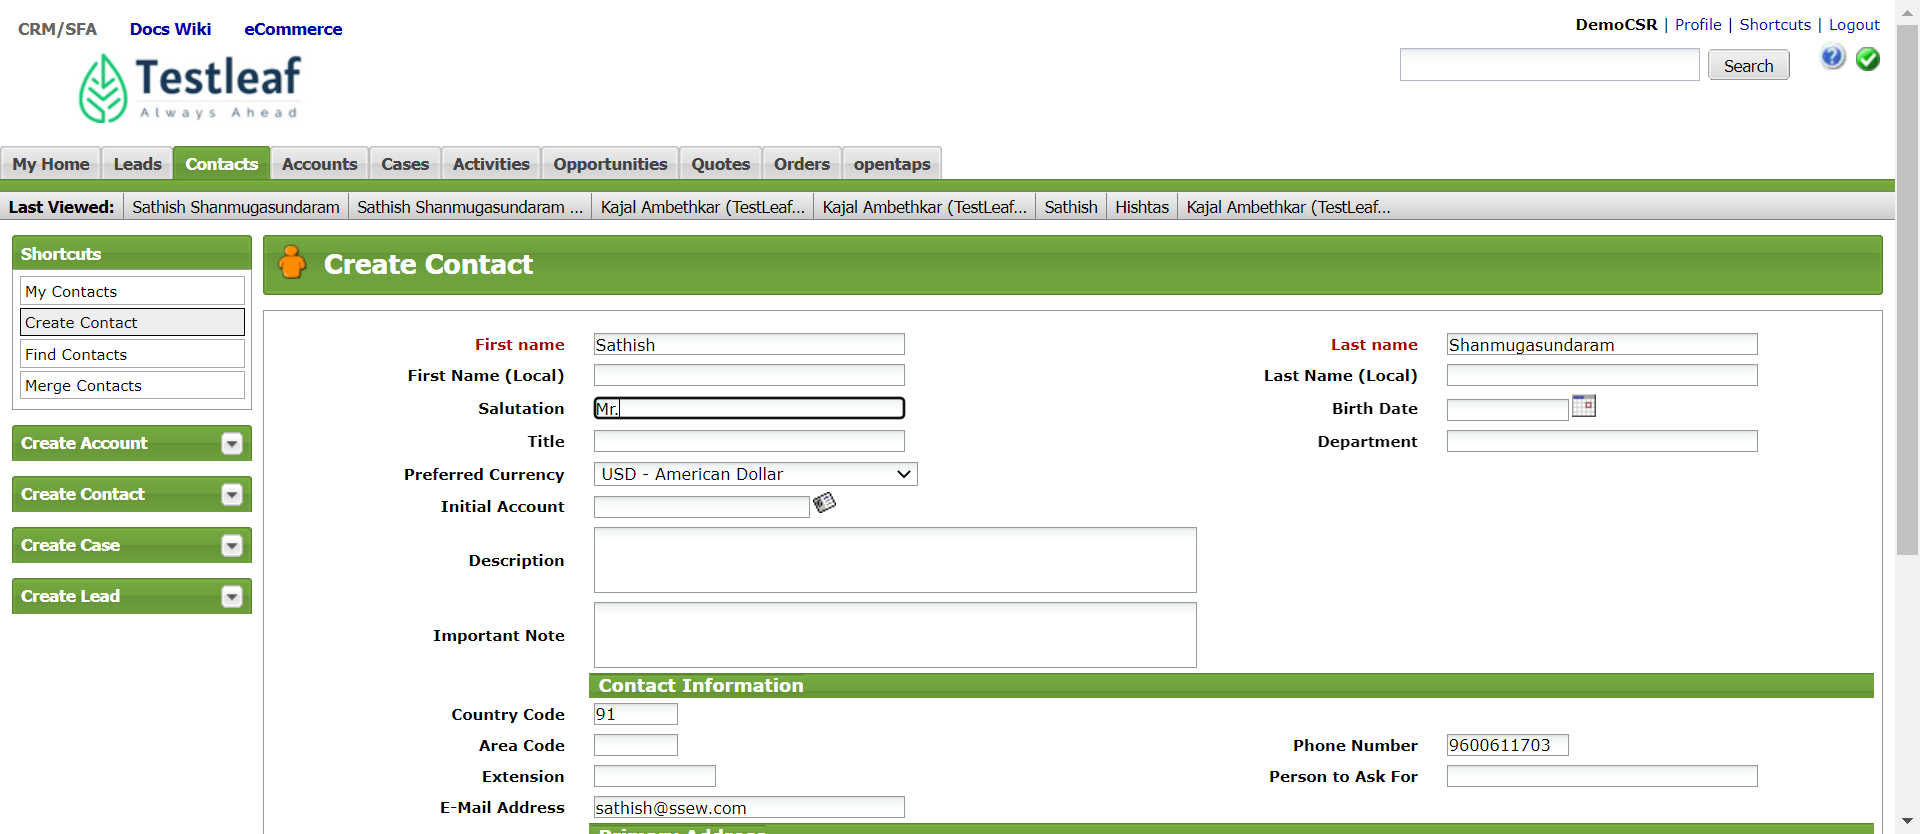 CRM/SFA Docs Wiki eCommerce
DemoCSR | Profile | Shortcuts | Logout
Testleaf
Always Ahead
Search
My Home Leads Contacts Accounts Cases Activities Opportunities Quotes Orders opentaps
Last Viewed: Sathish Shanmugasundaram Sathish Shanmugasundaram ... Kajal Ambethkar (TestLeaf... Kajal Ambethkar (TestLeaf... Sathish Hishtas Kajal Ambethkar (TestLeaf...
Shortcuts
My Contacts
Create Contact
Find Contacts
Merge Contacts
Create Account
Create Contact
Create Case
Create Lead
Create Contact
First name Sathish Last name Shanmugasundaram
First Name (Local) Last Name (Local)
Salutation Mr. Birth Date
Title Department
Preferred Currency USD - American Dollar
Initial Account
Description
Important Note
Contact Information
Country Code 91
Area Code Phone Number 9600611703
Extension Person to Ask For
E-Mail Address sathish@ssew.com
Primary Address